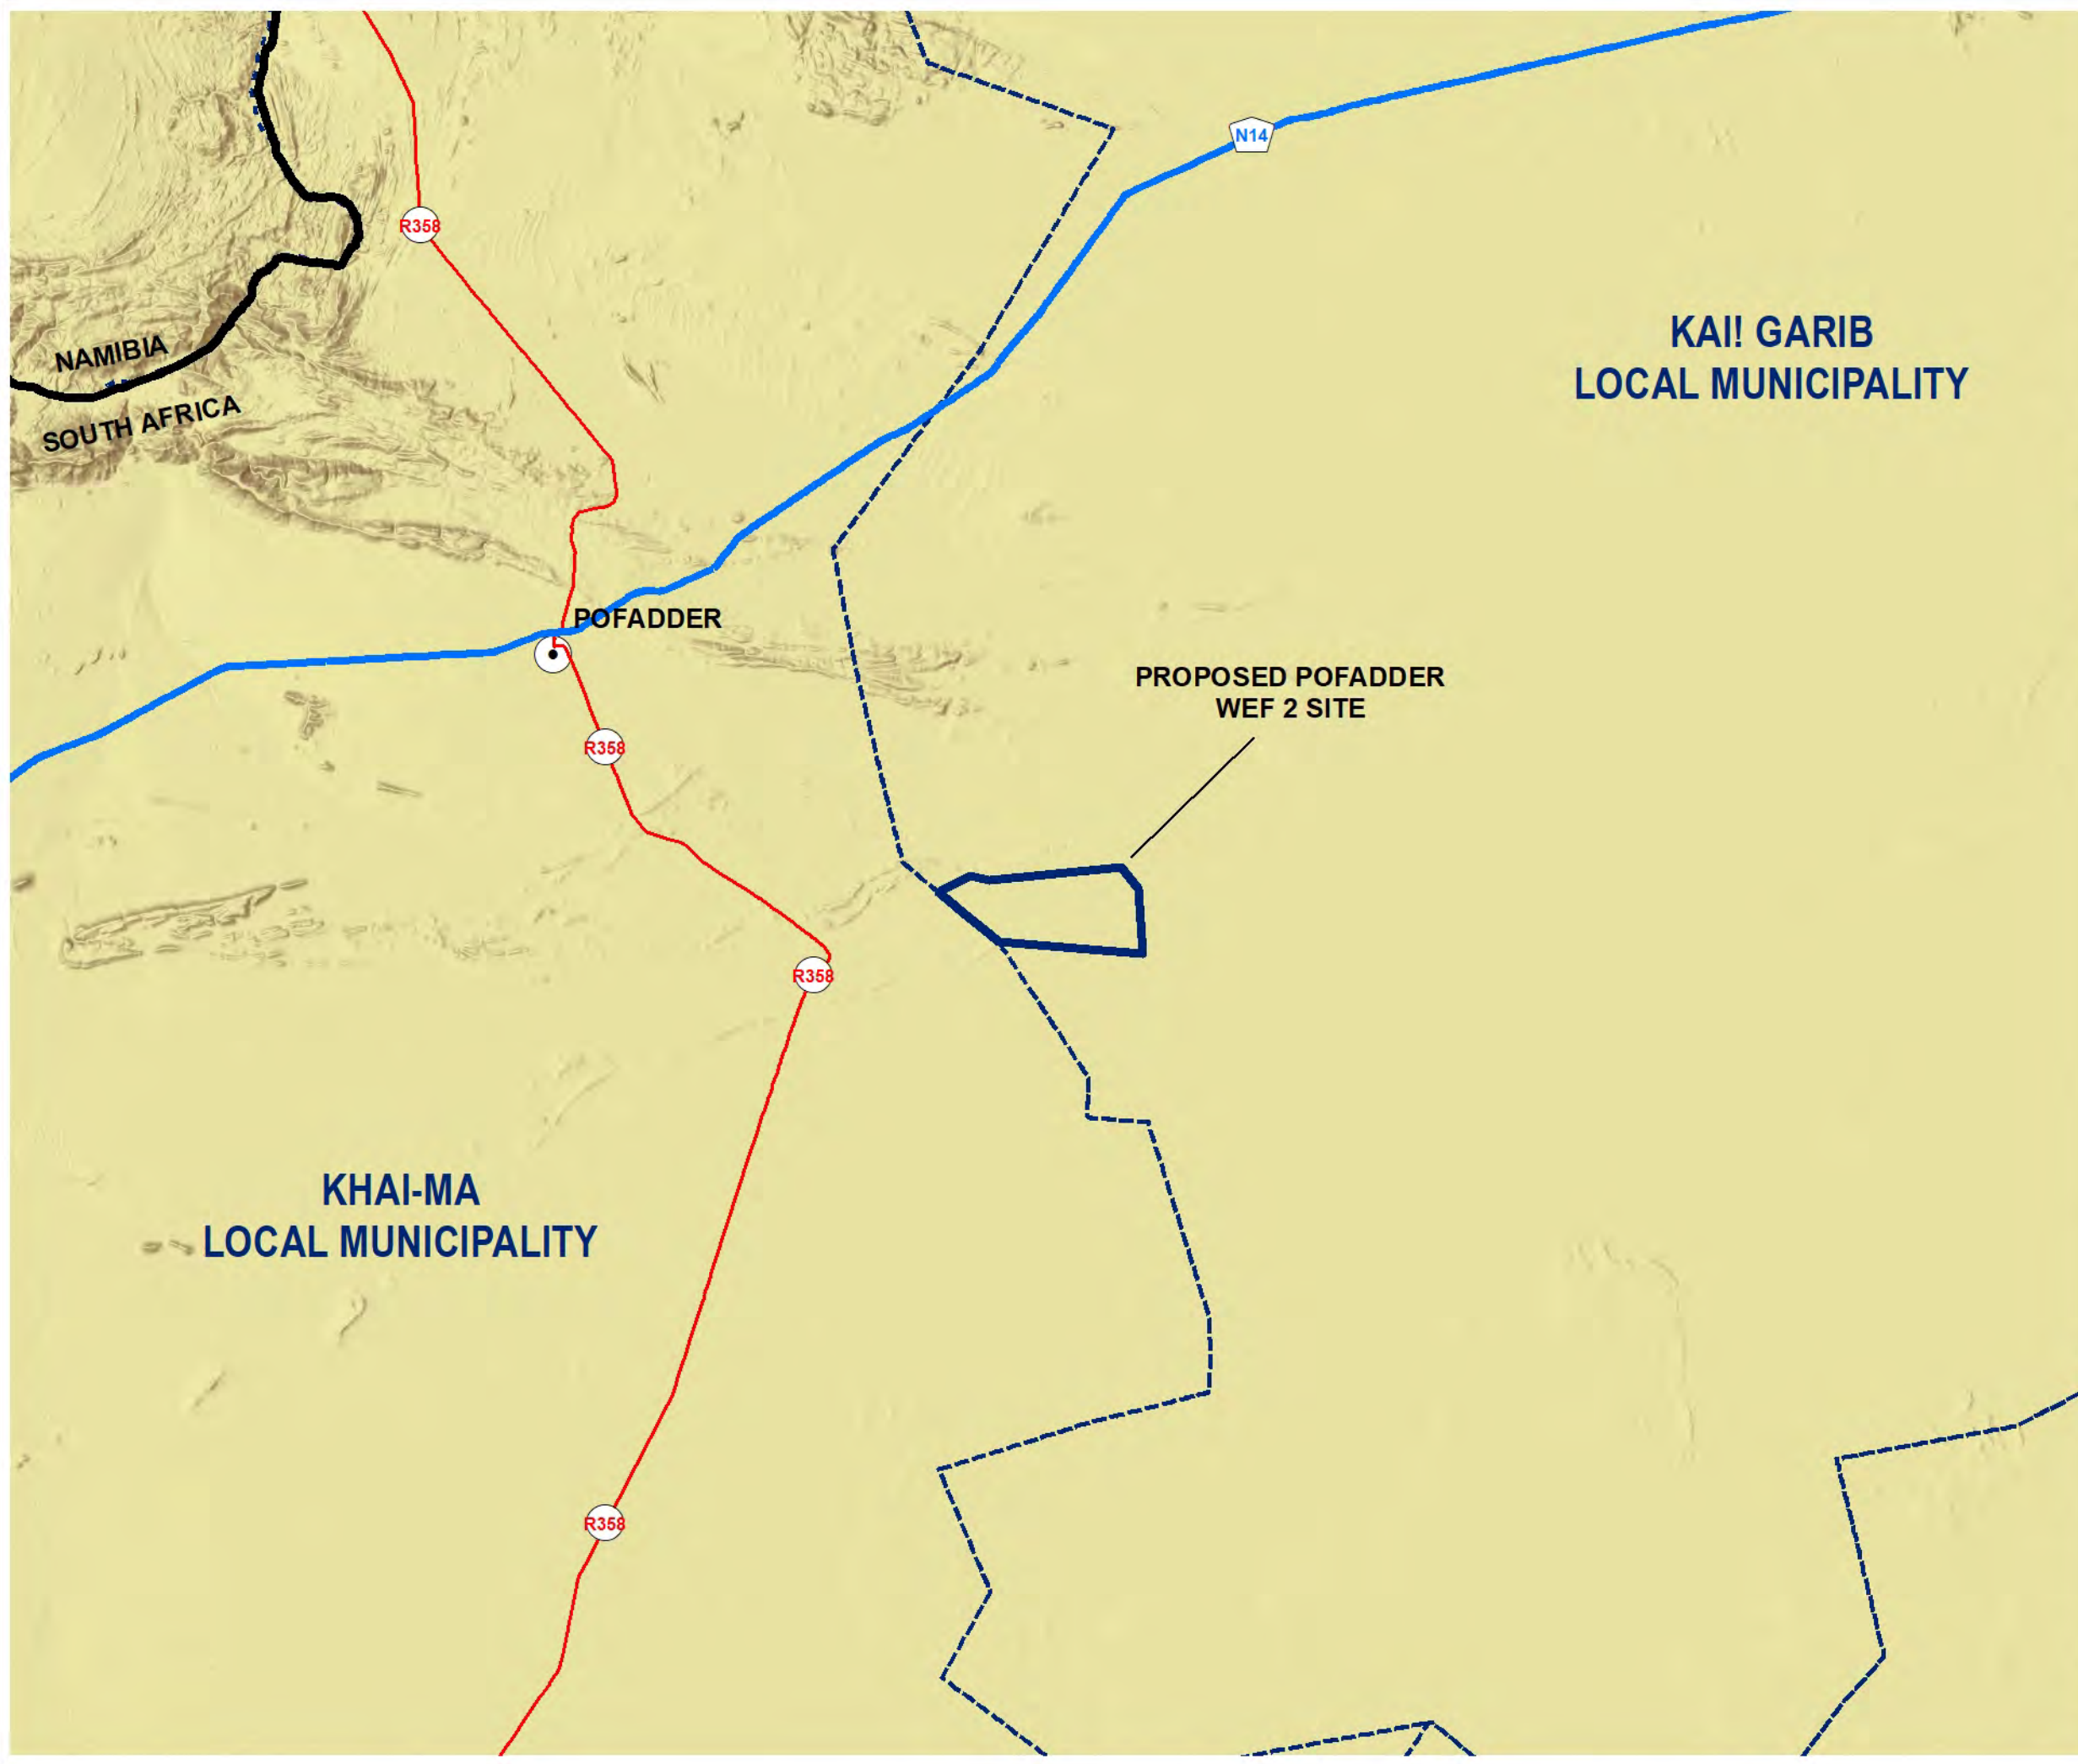 N14
R358
KAI! GARIB
LOCAL MUNICIPALITY
NAMIBIA
SOUTH AFRICA
POFADDER
PROPOSED POFADDER
WEF 2 SITE
R358
R358
KHAI-MA
LOCAL MUNICIPALITY
R358